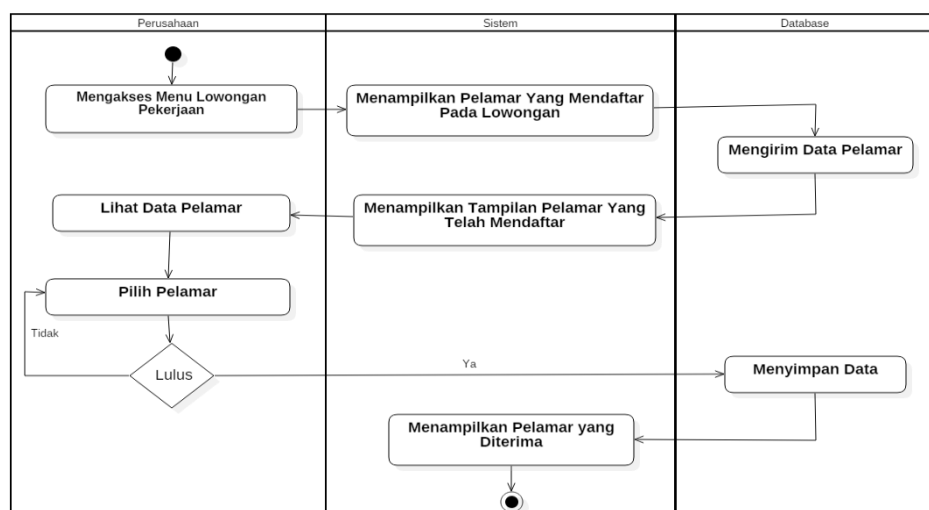 Perusahaan
Sistem
Database
Mengakses Menu Lowongan
Pekerjaan
Menampilkan Pelamar Yang Mendaftar
Pada Lowongan
Mengirim Data Pelamar
Lihat Data Pelamar
Menampilkan Tampilan Pelamar Yang
Telah Mendaftar
Pilih Pelamar
Tidak
Lulus
Ya
Menyimpan Data
Menampilkan Pelamar yang
Diterima